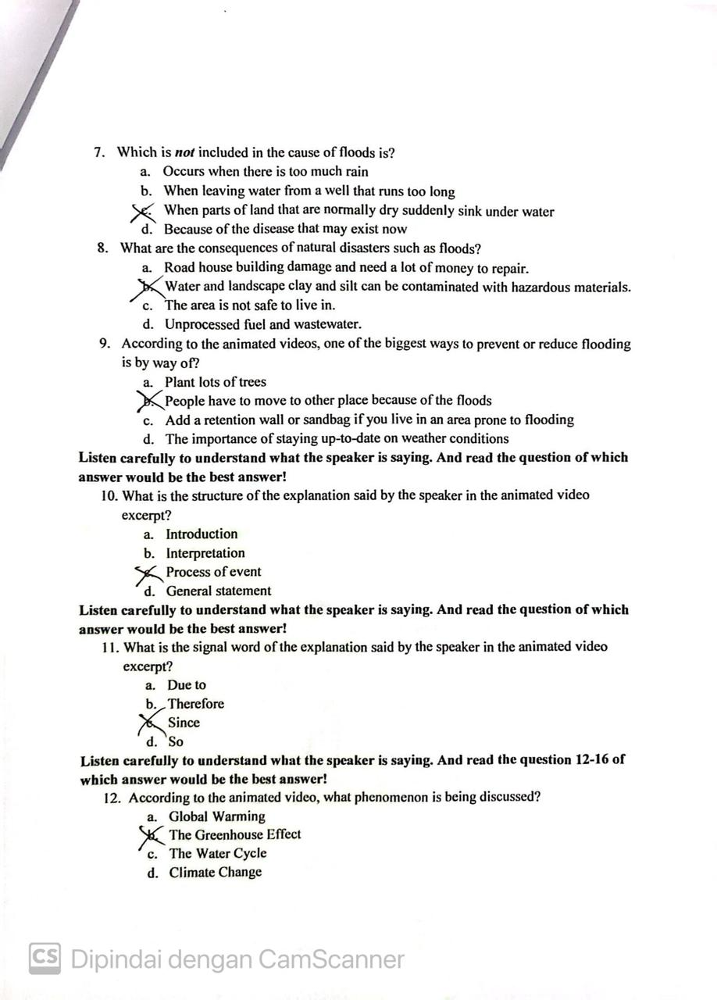 7. Which is not included in the cause of floods is?
a. Occurs when there is too much rain
b. When leaving water from a well that runs too long
c. When parts of land that are normally dry suddenly sink under water
d. Because of the disease that may exist now
8. What are the consequences of natural disasters such as floods?
a. Road house building damage and need a lot of money to repair.
b. Water and landscape clay and silt can be contaminated with hazardous materials.
c. The area is not safe to live in.
d. Unprocessed fuel and wastewater.
9. According to the animated videos, one of the biggest ways to prevent or reduce flooding
is by way of?
a. Plant lots of trees
b. People have to move to other place because of the floods
c. Add a retention wall or sandbag if you live in an area prone to flooding
d. The importance of staying up-to-date on weather conditions
Listen carefully to understand what the speaker is saying. And read the question of which
answer would be the best answer!
10. What is the structure of the explanation said by the speaker in the animated video
excerpt?
a. Introduction
b. Interpretation
c. Process of event
d. General statement
Listen carefully to understand what the speaker is saying. And read the question of which
answer would be the best answer!
11. What is the signal word of the explanation said by the speaker in the animated video
excerpt?
a. Due to
b. Therefore
c. Since
d. So
Listen carefully to understand what the speaker is saying. And read the question 12-16 of
which answer would be the best answer!
12. According to the animated video, what phenomenon is being discussed?
a. Global Warming
b. The Greenhouse Effect
c. The Water Cycle
d. Climate Change
CS Dipindai dengan CamScanner